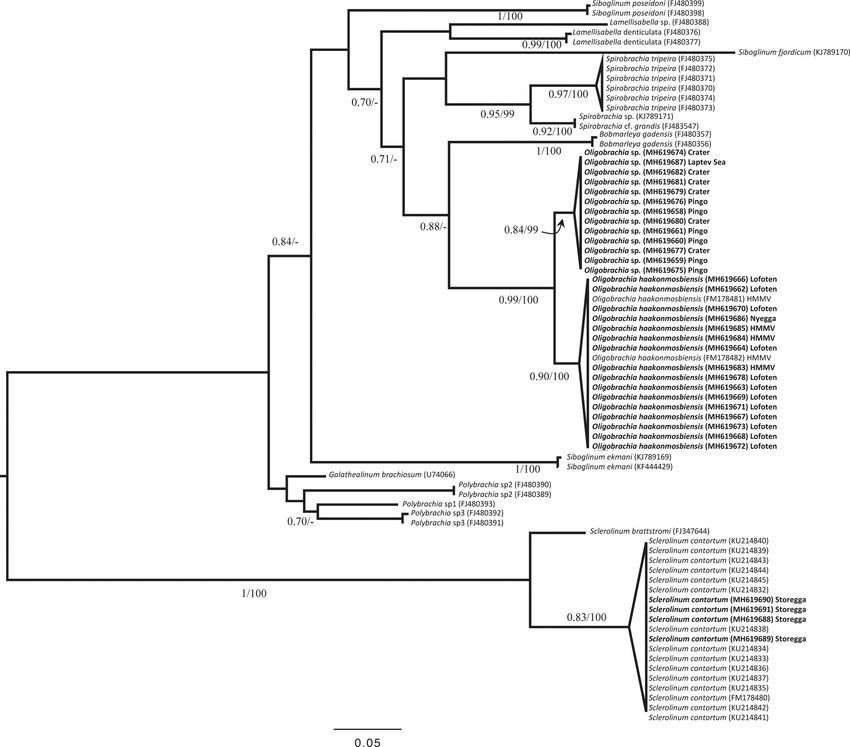 Siboglinum poseidoni (FJ480399)
Siboglinum poseidoni (FJ480398)
1/100
Lamellisabella sp. (FJ480388)
Lamellisabella denticulata (FJ480376)
Lamellisabella denticulata (FJ480377)
0.99/100
Siboglinum fjordicum (KJ789170)
Spirobrachia tripeira (FJ480375)
Spirobrachia tripeira (FJ480372)
Spirobrachia tripeira (FJ480371)
Spirobrachia tripeira (FJ480370)
Spirobrachia tripeira (FJ480374)
Spirobrachia tripeira (FJ480373)
0.97/100
0.70/-
0.95/99
Spirobrachia sp. (KJ789171)
Spirobrachia cf. grandis (FJ483547)
0.92/100
Bobmarleya gadensis (FJ480357)
Bobmarleya gadensis (FJ480356)
1/100
0.71/-
Oligobrachia sp. (MH619674) Crater
Oligobrachia sp. (MH619687) Laptev Sea
Oligobrachia sp. (MH619682) Crater
Oligobrachia sp. (MH619681) Crater
Oligobrachia sp. (MH619679) Crater
Oligobrachia sp. (MH619676) Pingo
Oligobrachia sp. (MH619658) Pingo
Oligobrachia sp. (MH619680) Crater
Oligobrachia sp. (MH619661) Pingo
Oligobrachia sp. (MH619660) Pingo
Oligobrachia sp. (MH619677) Crater
Oligobrachia sp. (MH619659) Pingo
Oligobrachia sp. (MH619675) Pingo
0.88/-
0.84/99
0.84/-
Oligobrachia haakonmosbiensis (MH619666) Lofoten
Oligobrachia haakonmosbiensis (MH619662) Lofoten
Oligobrachia haakonmosbiensis (FM178481) HMMV
Oligobrachia haakonmosbiensis (MH619670) Lofoten
Oligobrachia haakonmosbiensis (MH619686) Nyegga
Oligobrachia haakonmosbiensis (MH619685) HMMV
Oligobrachia haakonmosbiensis (MH619684) HMMV
Oligobrachia haakonmosbiensis (MH619664) Lofoten
Oligobrachia haakonmosbiensis (FM178482) HMMV
Oligobrachia haakonmosbiensis (MH619683) HMMV
Oligobrachia haakonmosbiensis (MH619678) Lofoten
Oligobrachia haakonmosbiensis (MH619663) Lofoten
Oligobrachia haakonmosbiensis (MH619669) Lofoten
Oligobrachia haakonmosbiensis (MH619671) Lofoten
Oligobrachia haakonmosbiensis (MH619667) Lofoten
Oligobrachia haakonmosbiensis (MH619673) Lofoten
Oligobrachia haakonmosbiensis (MH619668) Lofoten
Oligobrachia haakonmosbiensis (MH619672) Lofoten
0.99/100
0.90/100
Siboglinum ekmani (KJ789169)
Siboglinum ekmani (KF444429)
1/100
Galathealinum brachiosum (U74066)
Polybrachia sp2 (FJ480390)
Polybrachia sp2 (FJ480389)
Polybrachia sp1 (FJ480393)
Polybrachia sp3 (FJ480392)
Polybrachia sp3 (FJ480391)
0.70/-
Sclerolinum brattstromi (FJ347644)
Sclerolinum contortum (KU214840)
Sclerolinum contortum (KU214839)
Sclerolinum contortum (KU214843)
Sclerolinum contortum (KU214844)
Sclerolinum contortum (KU214845)
Sclerolinum contortum (KU214832)
Sclerolinum contortum (MH619690) Storegga
Sclerolinum contortum (MH619691) Storegga
Sclerolinum contortum (MH619688) Storegga
Sclerolinum contortum (KU214838)
Sclerolinum contortum (MH619689) Storegga
Sclerolinum contortum (KU214834)
Sclerolinum contortum (KU214833)
Sclerolinum contortum (KU214836)
Sclerolinum contortum (KU214837)
Sclerolinum contortum (KU214835)
Sclerolinum contortum (FM178480)
Sclerolinum contortum (KU214842)
Sclerolinum contortum (KU214841)
1/100
0.83/100
0.05